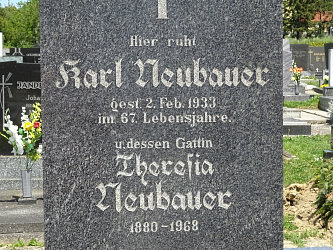 Hier ruht
Karl Neubauer
gest. 2. Feb. 1933
im 67. Lebensjahre.
u. dessen Gattin
Theresia
Neubauer
1880-1968